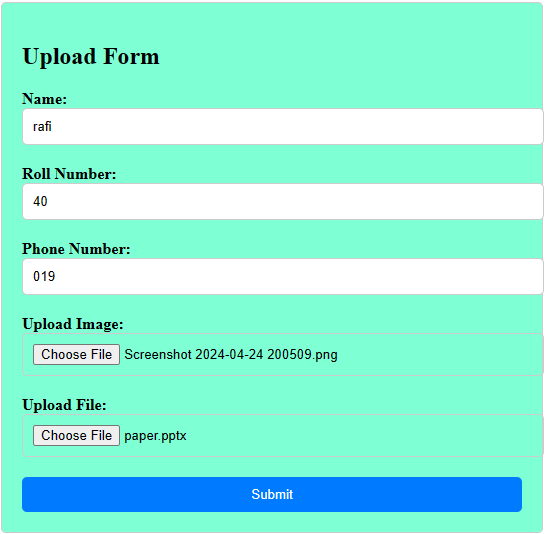 Upload Form
Name:
rafi
Roll Number:
40
Phone Number:
019
Upload Image:
Choose File Screenshot 2024-04-24 200509.png
Upload File:
Choose File paper.pptx
Submit